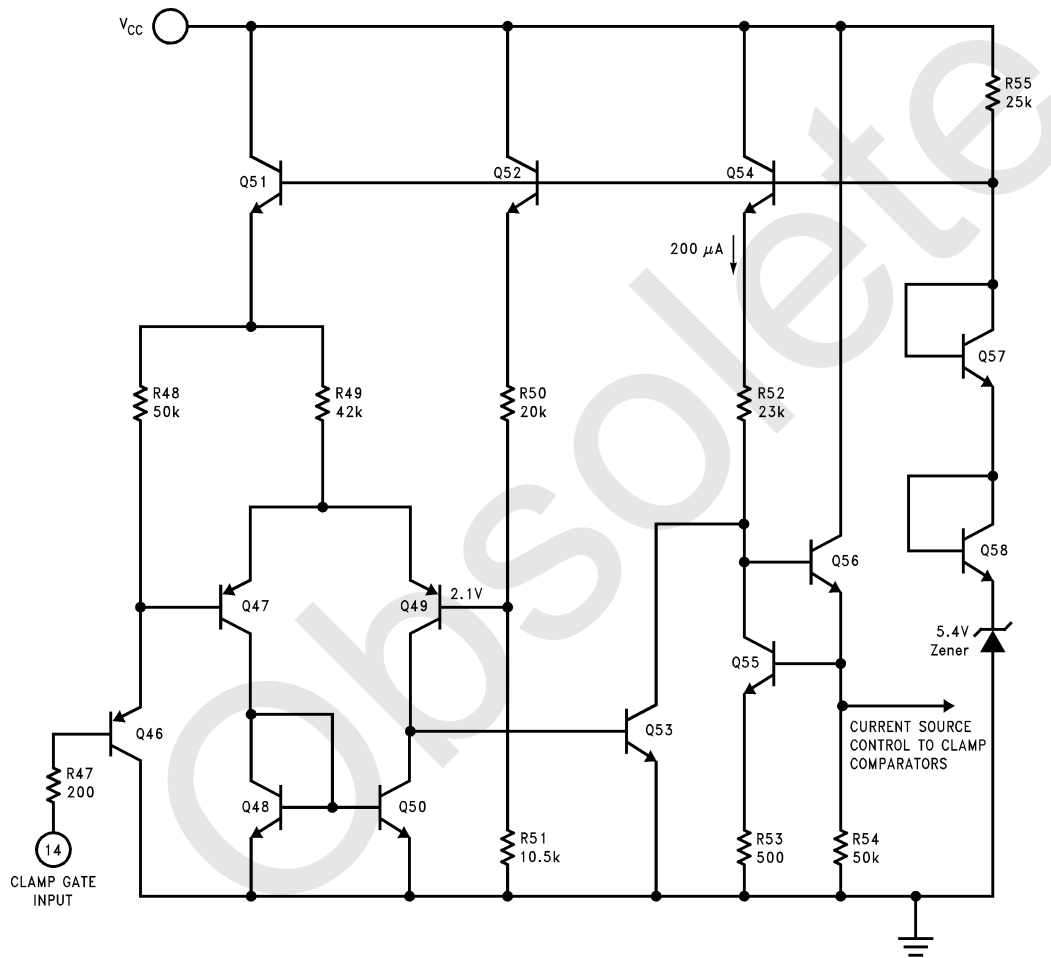 VCC
R55
25k
Q51
Q52
Q54
200 μA
Q57
R48
50k
R49
42k
R50
20k
R52
23k
Q58
Q56
Q47
Q49
2.1V
5.4V
Zener
Q55
Q46
Q53
CURRENT SOURCE
CONTROL TO CLAMP
COMPARATORS
R47
200
Q48
Q50
14
R51
10.5k
R53
500
R54
50k
CLAMP GATE
INPUT
Obsolete